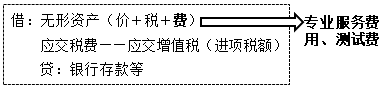 借：无形资产（价＋税＋费）
专业服务费用、测试费
应交税费——应交增值税（进项税额）
贷：银行存款等